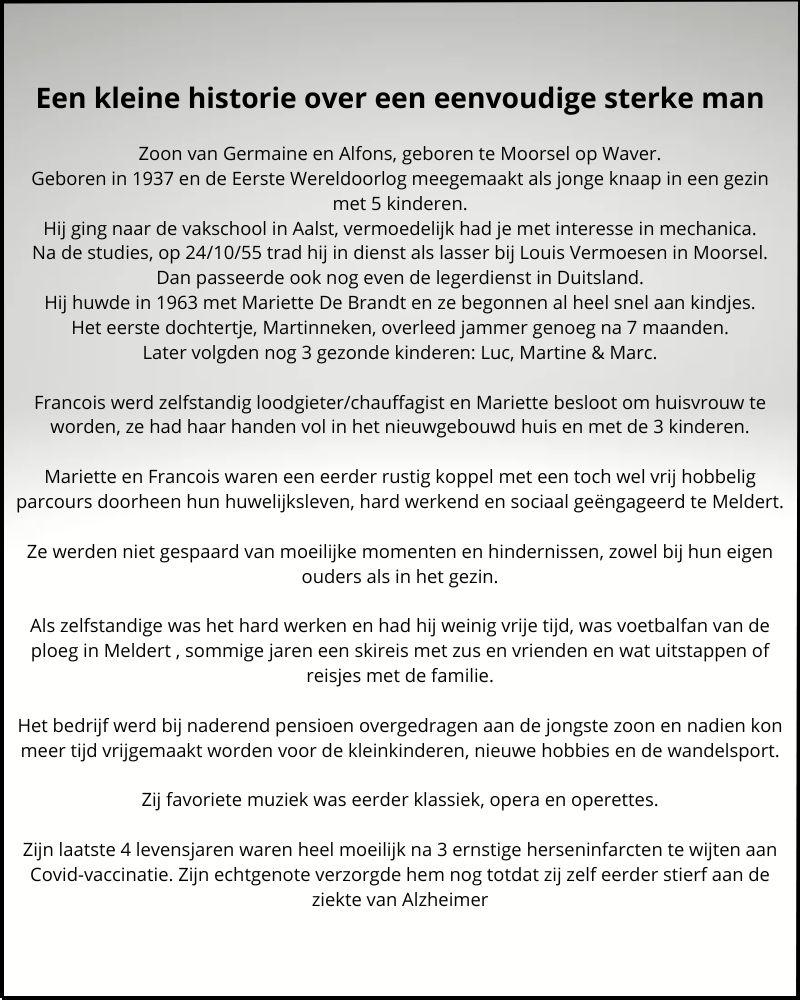 Een kleine historie over een eenvoudige sterke man
Zoon van Germaine en Alfons, geboren te Moorsel op Waver.
Geboren in 1937 en de Eerste Wereldoorlog meegemaakt als jonge knaap in een gezin
met 5 kinderen.
Hij ging naar de vakschool in Aalst, vermoedelijk had je met interesse in mechanica.
Na de studies, op 24/10/55 trad hij in dienst als lasser bij Louis Vermoesen in Moorsel.
Dan passeerde ook nog even de legerdienst in Duitsland.
Hij huwde in 1963 met Mariette De Brandt en ze begonnen al heel snel aan kindjes.
Het eerste dochtertje, Martinneken, overleed jammer genoeg na 7 maanden.
Later volgden nog 3 gezonde kinderen: Luc, Martine & Marc.
Francois werd zelfstandig loodgieter/chauffagist en Mariette besloot om huisvrouw te
worden, ze had haar handen vol in het nieuwgebouwd huis en met de 3 kinderen.
Mariette en Francois waren een eerder rustig koppel met een toch wel vrij hobbelig
parcours doorheen hun huwelijksleven, hard werkend en sociaal geëngageerd te Meldert.
Ze werden niet gespaard van moeilijke momenten en hindernissen, zowel bij hun eigen
ouders als in het gezin.
Als zelfstandige was het hard werken en had hij weinig vrije tijd, was voetbalfan van de
ploeg in Meldert , sommige jaren een skireis met zus en vrienden en wat uitstappen of
reisjes met de familie.
Het bedrijf werd bij naderend pensioen overgedragen aan de jongste zoon en nadien kon
meer tijd vrijgemaakt worden voor de kleinkinderen, nieuwe hobbies en de wandelsport.
Zij favoriete muziek was eerder klassiek, opera en operettes.
Zijn laatste 4 levensjaren waren heel moeilijk na 3 ernstige herseninfarcten te wijten aan
Covid-vaccinatie. Zijn echtgenote verzorgde hem nog totdat zij zelf eerder stierf aan de
ziekte van Alzheimer